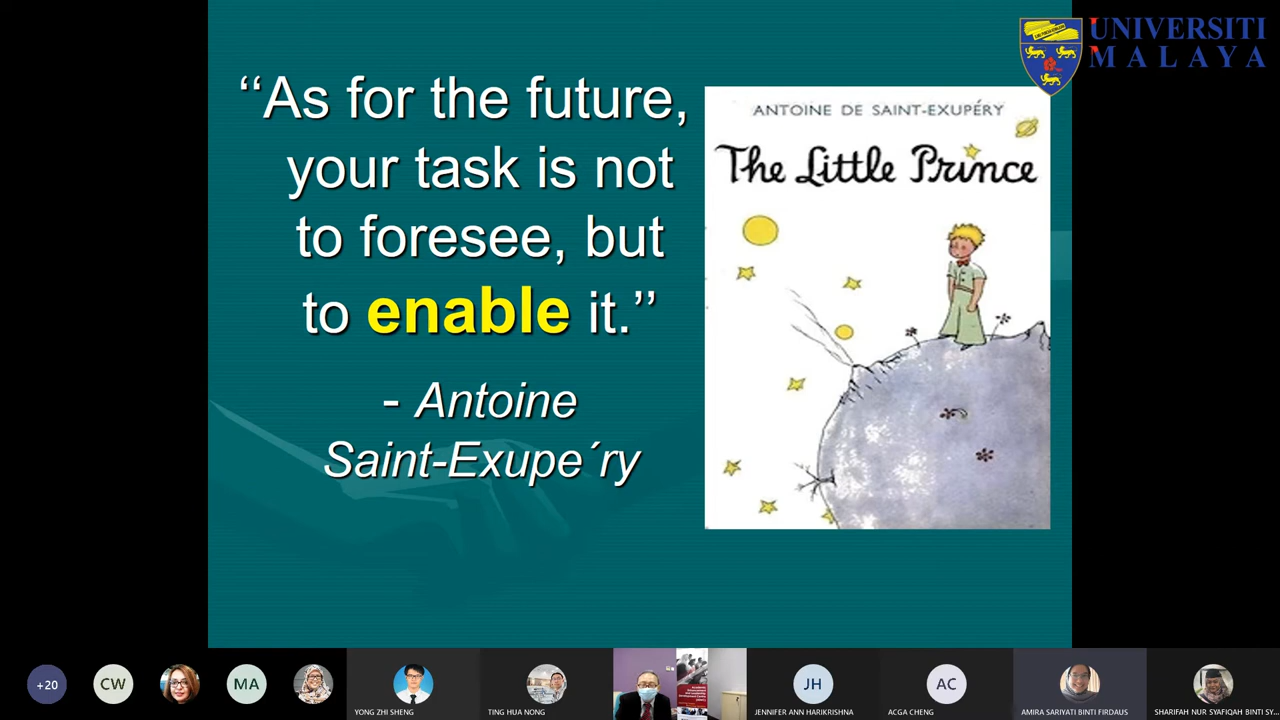 UNIVERSITI
MALAYA
‘‘As for the future,
your task is not
to foresee, but
to enable it.’’
- Antoine
Saint-Exupe´ry
ANTOINE DE SAINT-EXUPÉRY
The Little Prince
+20
CW
MA
YONG ZHI SHENG
TING HUA NONG
JH
JENNIFER ANN HARIKRISHNA
AC
ACGA CHENG
AMIRA SARIYATI BINTI FIRDAUS
SHARIFAH NUR SYAFIQAH BINTI SY...